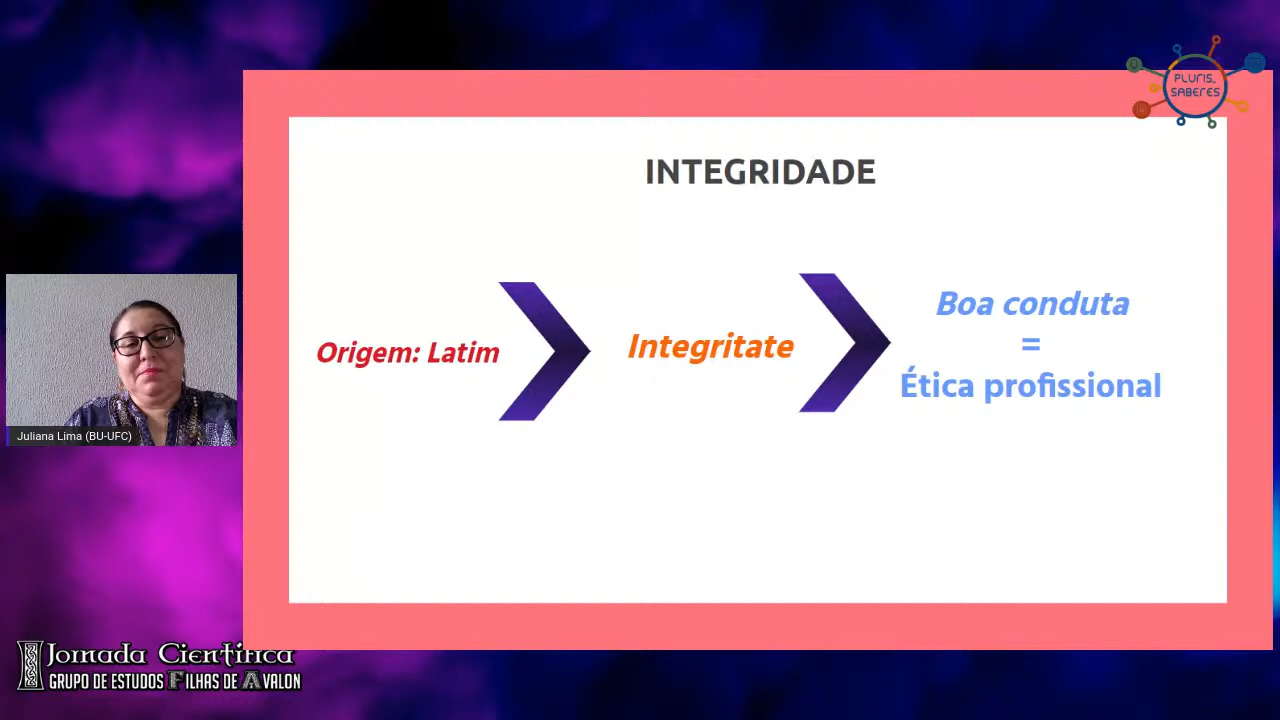 PLURIS_
SABERES
INTEGRIDADE
Origem: Latim
Integritate
Boa conduta
=
Ética profissional
Juliana Lima (BU-UFC)
Jornada Científica
GRUPO DE ESTUDOS FILHAS DE AVALON